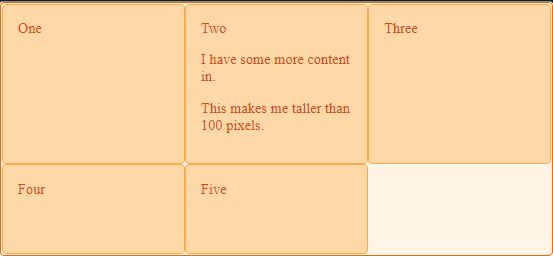 One
Two
I have some more content
in.
This makes me taller than
100 pixels.
Three
Four
Five